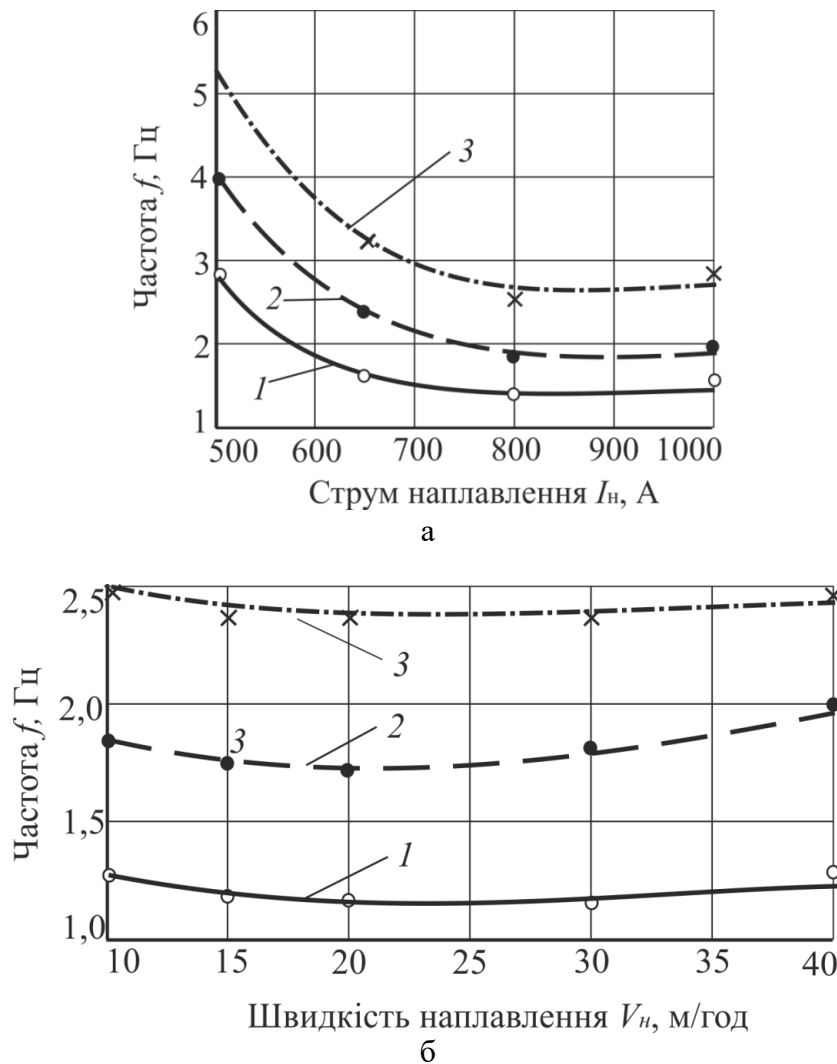 Частота f, Гц
6
5
4
3
2
1
3
2
1
500 600 700 800 900 1000
Струм наплавлення Iн, А
а
Частота f, Гц
2,5
2,0
1,5
1,0
3
3
2
1
10 15 20 25 30 35 40
Швидкість наплавлення Vн, м/год
б